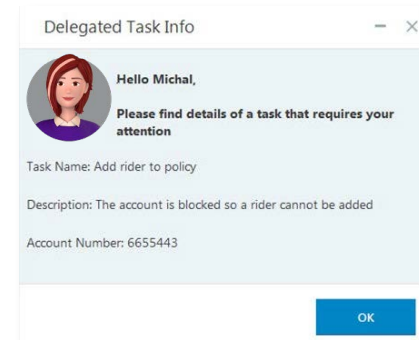 Delegated Task Info
Hello Michal,
Please find details of a task that requires your
attention
Task Name: Add rider to policy
Description: The account is blocked so a rider cannot be added
Account Number: 6655443
OK